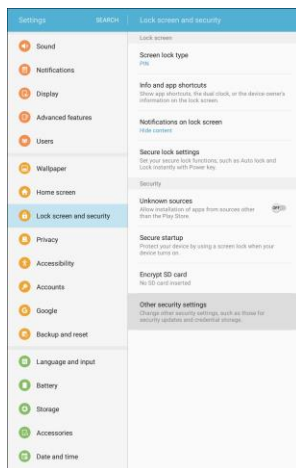 Settings
SEARCH
Sound
Notifications
Display
Advanced features
Users
Wallpaper
Home screen
Lock screen and security
Privacy
Accessibility
Accounts
Google
Backup and reset
Language and input
Battery
Storage
Accessories
Date and time
Lock screen and security
Lock screen
Screen lock type
PIN
Info and app shortcuts
Show app shortcuts, the dual clock, or the device owner's
information on the lock screen.
Notifications on lock screen
Hide content
Secure lock settings
Set your secure lock functions, such as Auto lock and
Lock instantly with Power key.
Security
Unknown sources
Allow installation of apps from sources other
than the Play Store.
OFF
Secure startup
Protect your device by using a screen lock when your
device turns on.
Encrypt SD card
No SD card inserted
Other security settings
Change other security settings, such as those for
security updates and credential storage.